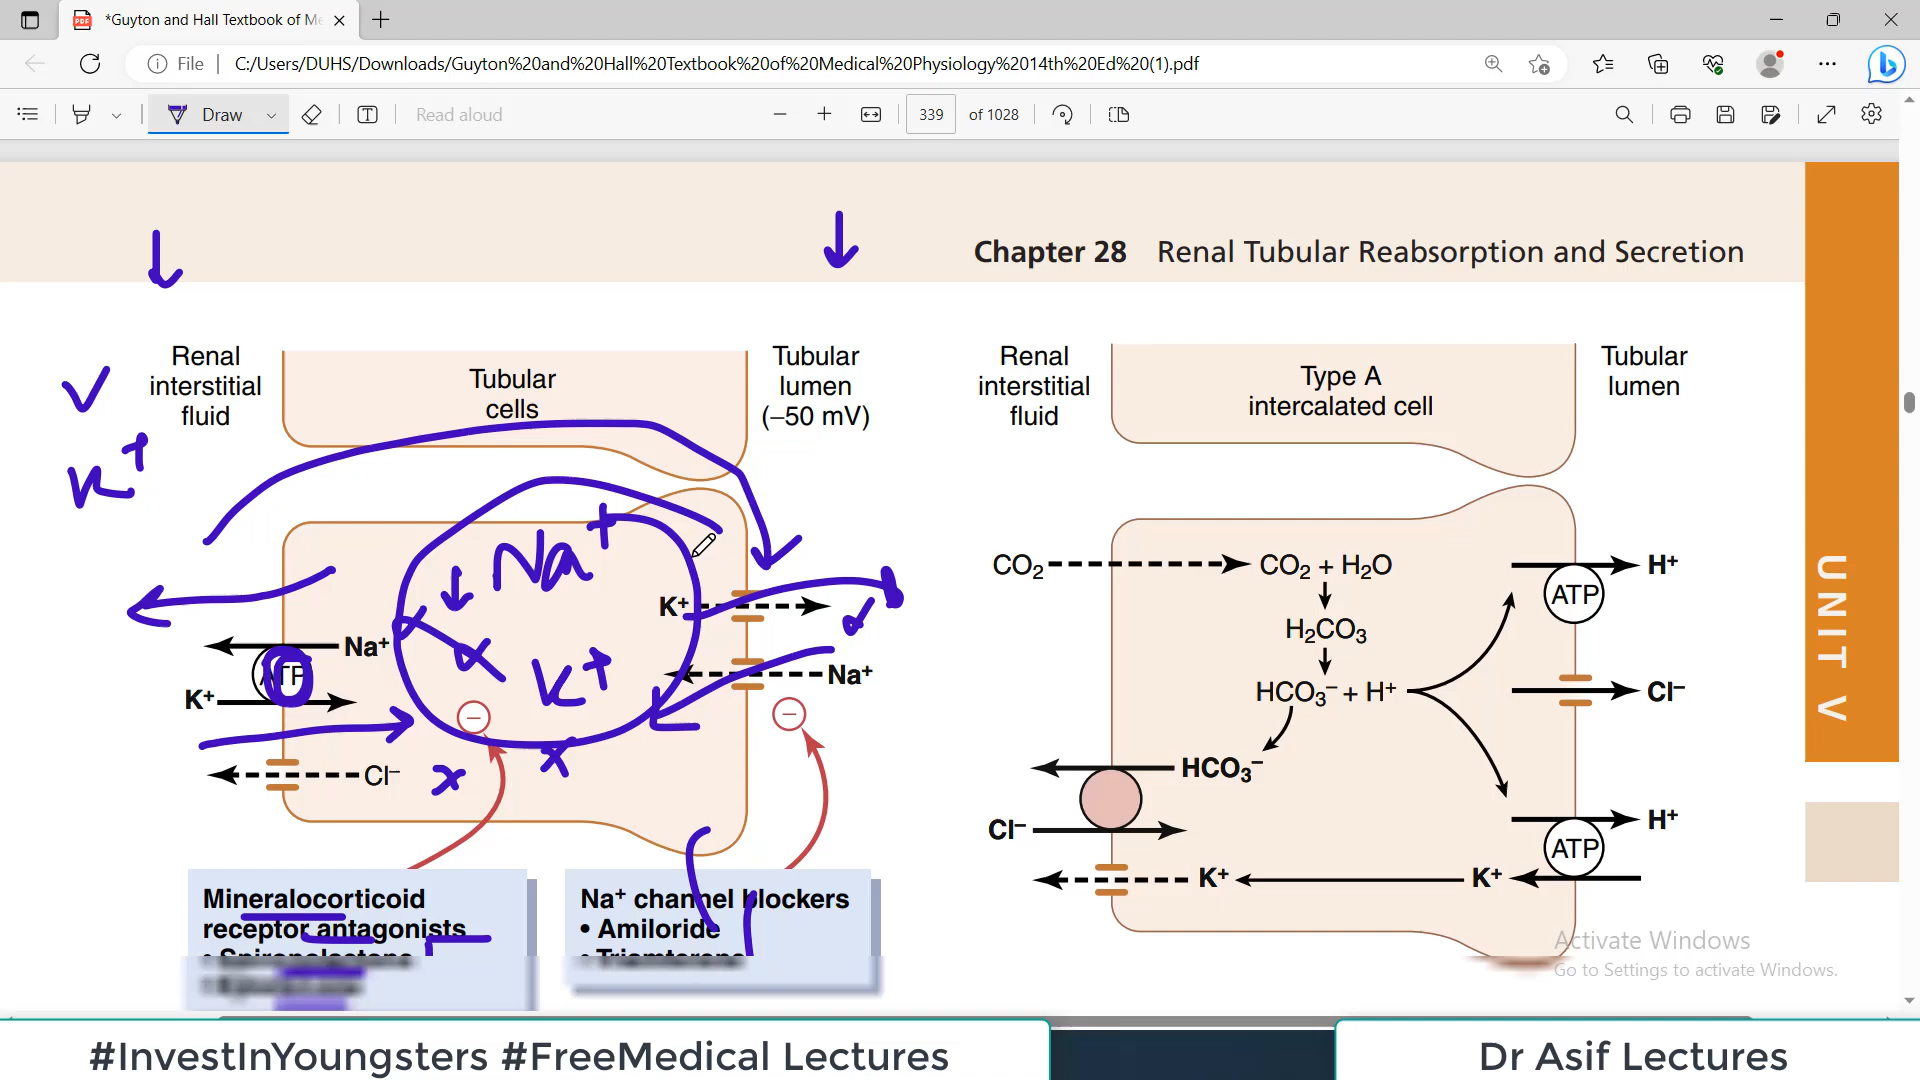 *Guyton and Hall Textbook of Me
File
C:/Users/DUHS/Downloads/Guyton%20and%20Hall%20Textbook%20of%20Medical%20Physiology%2014th%20Ed%20(1).pdf
Draw
Read aloud
339 of 1028
Chapter 28 Renal Tubular Reabsorption and Secretion
UNIT V
Renal
interstitial
fluid
Tubular
cells
Tubular
lumen
(–50 mV)
K+
Na+
K+
K+
Na+
Na+
ATP
K+
Cl–
Mineralocorticoid
receptor antagonists
• Spironolactone
Na+ channel blockers
• Amiloride
• Triamterene
Renal
interstitial
fluid
Type A
intercalated cell
Tubular
lumen
CO2
CO2 + H2O
H+
ATP
H2CO3
HCO3– + H+
Cl–
HCO3–
Cl–
H+
ATP
K+
K+
Activate Windows
Go to Settings to activate Windows.
#InvestInYoungsters #FreeMedical Lectures
Dr Asif Lectures